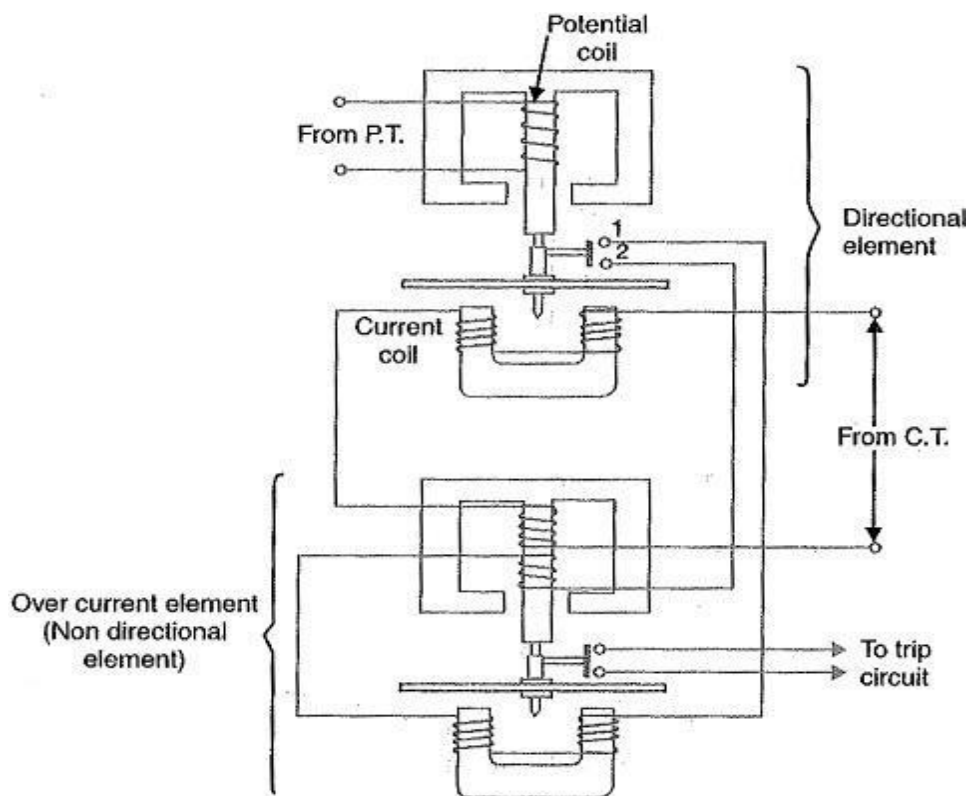 Potential
coil
From P.T.
1
2
Directional
element
Current
coil
From C.T.
Over current element
(Non directional
element)
To trip
circuit